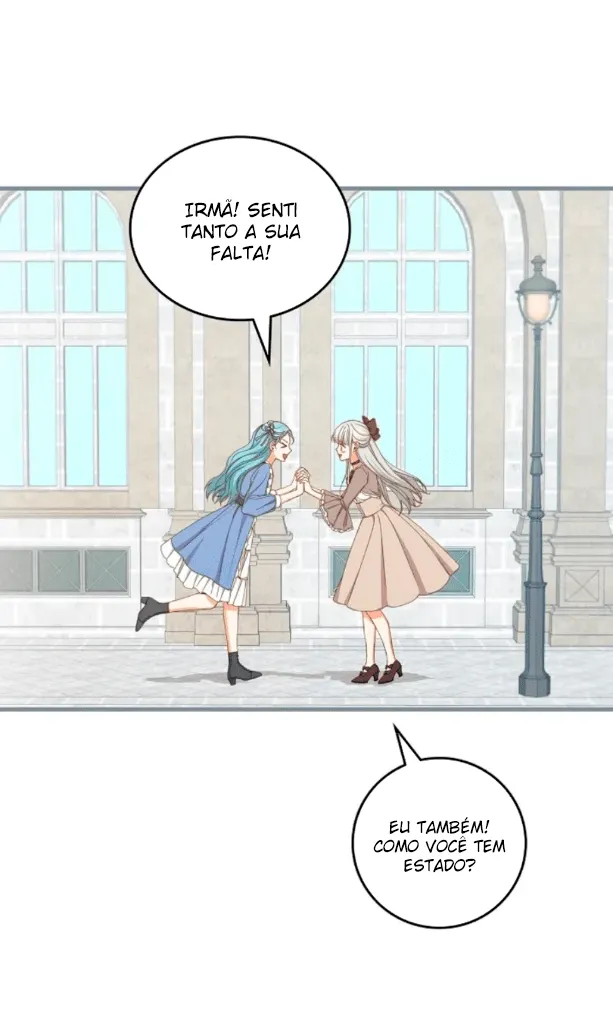 IRMÃ! SENTI
TANTO A SUA
FALTA!
EU TAMBÉM!
COMO VOCÊ TEM
ESTADO?